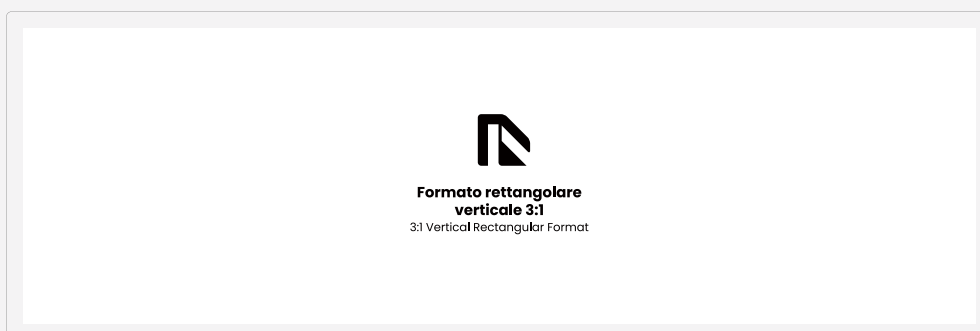 Formato rettangolare
verticale 3:1
3:1 Vertical Rectangular Format